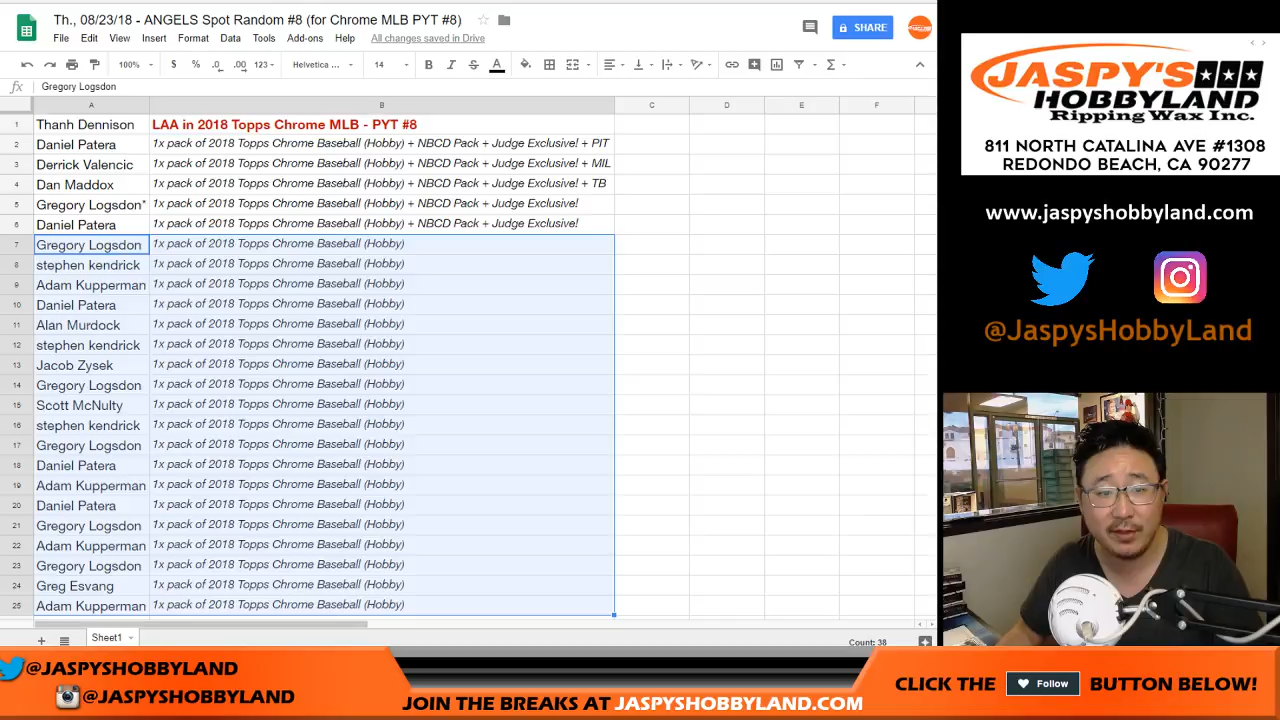 Th., 08/23/18 - ANGELS Spot Random #8 (for Chrome MLB PYT #8)
File Edit View Insert Format Data Tools Add-ons Help All changes saved in Drive
SHARE
100% $ % .0 .00 123 Helvetica ... 14 B I S A
fx Gregory Logsdon
A B C D E F
1 Thanh Dennison LAA in 2018 Topps Chrome MLB - PYT #8
2 Daniel Patera 1x pack of 2018 Topps Chrome Baseball (Hobby) + NBCD Pack + Judge Exclusive! + PIT
3 Derrick Valencic 1x pack of 2018 Topps Chrome Baseball (Hobby) + NBCD Pack + Judge Exclusive! + MIL
4 Dan Maddox 1x pack of 2018 Topps Chrome Baseball (Hobby) + NBCD Pack + Judge Exclusive! + TB
5 Gregory Logsdon* 1x pack of 2018 Topps Chrome Baseball (Hobby) + NBCD Pack + Judge Exclusive!
6 Daniel Patera 1x pack of 2018 Topps Chrome Baseball (Hobby) + NBCD Pack + Judge Exclusive!
7 Gregory Logsdon 1x pack of 2018 Topps Chrome Baseball (Hobby)
8 stephen kendrick 1x pack of 2018 Topps Chrome Baseball (Hobby)
9 Adam Kupperman 1x pack of 2018 Topps Chrome Baseball (Hobby)
10 Daniel Patera 1x pack of 2018 Topps Chrome Baseball (Hobby)
11 Alan Murdock 1x pack of 2018 Topps Chrome Baseball (Hobby)
12 stephen kendrick 1x pack of 2018 Topps Chrome Baseball (Hobby)
13 Jacob Zysek 1x pack of 2018 Topps Chrome Baseball (Hobby)
14 Gregory Logsdon 1x pack of 2018 Topps Chrome Baseball (Hobby)
15 Scott McNulty 1x pack of 2018 Topps Chrome Baseball (Hobby)
16 stephen kendrick 1x pack of 2018 Topps Chrome Baseball (Hobby)
17 Gregory Logsdon 1x pack of 2018 Topps Chrome Baseball (Hobby)
18 Daniel Patera 1x pack of 2018 Topps Chrome Baseball (Hobby)
19 Adam Kupperman 1x pack of 2018 Topps Chrome Baseball (Hobby)
20 Daniel Patera 1x pack of 2018 Topps Chrome Baseball (Hobby)
21 Gregory Logsdon 1x pack of 2018 Topps Chrome Baseball (Hobby)
22 Adam Kupperman 1x pack of 2018 Topps Chrome Baseball (Hobby)
23 Gregory Logsdon 1x pack of 2018 Topps Chrome Baseball (Hobby)
24 Greg Esvang 1x pack of 2018 Topps Chrome Baseball (Hobby)
25 Adam Kupperman 1x pack of 2018 Topps Chrome Baseball (Hobby)
Sheet1
Count: 38
JASPY'S
HOBBYLAND
Ripping Wax Inc.
811 NORTH CATALINA AVE #1308
REDONDO BEACH, CA 90277
www.jaspyshobbyland.com
@JaspysHobbyLand
@JASPYSHOBBYLAND
@JASPYSHOBBYLAND
JOIN THE BREAKS AT JASPYSHOBBYLAND.COM
CLICK THE Follow BUTTON BELOW!